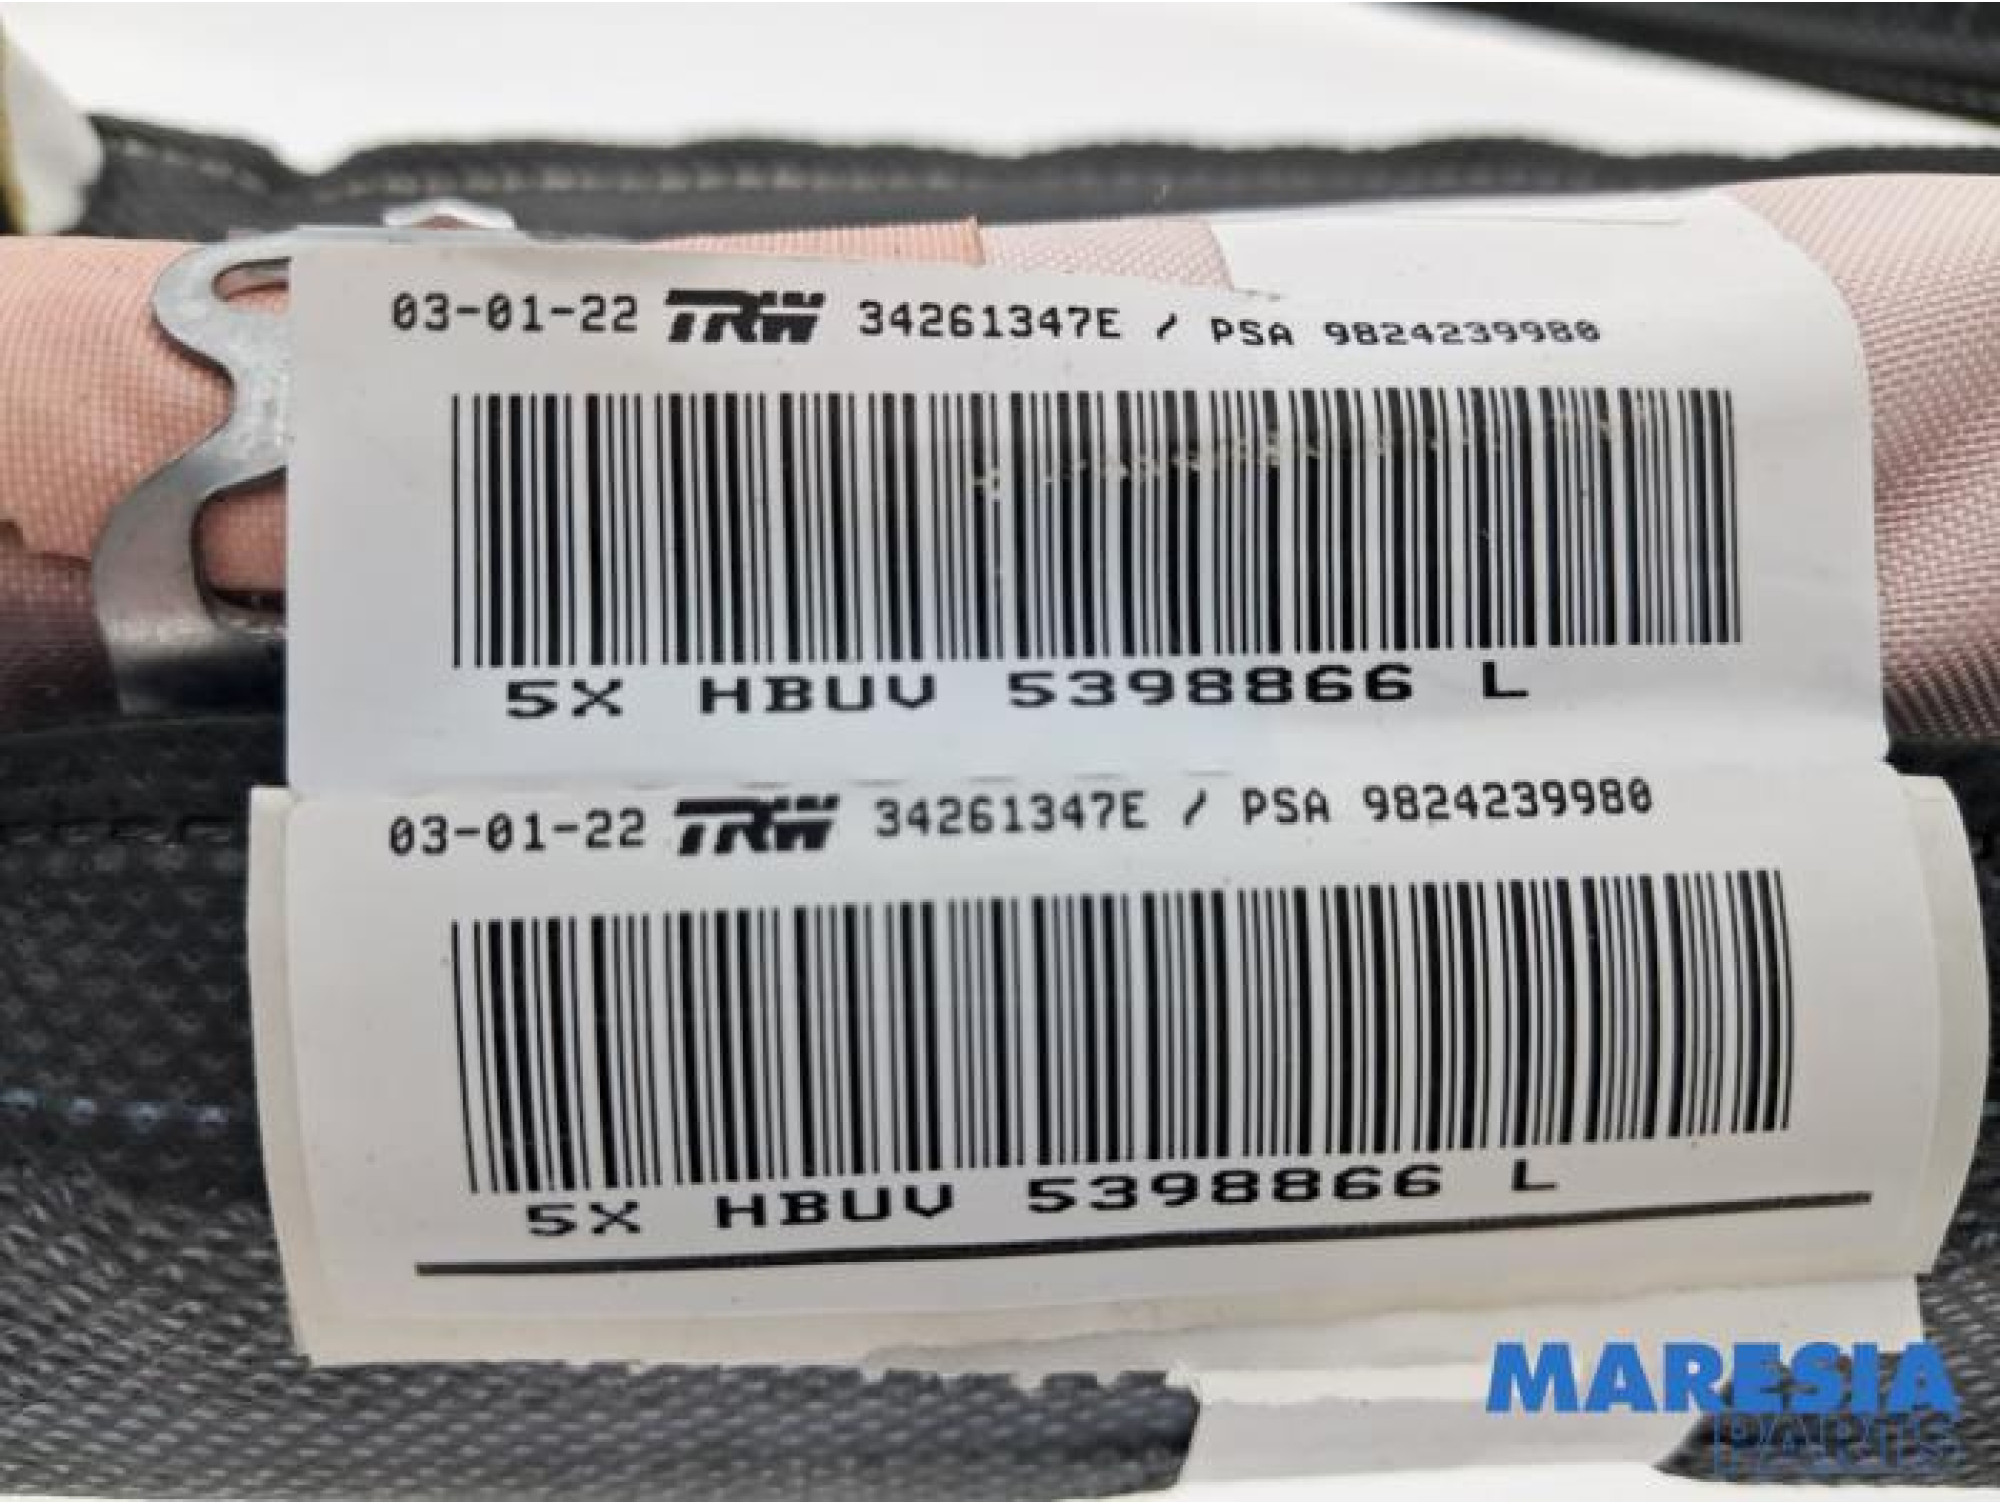 03-01-22 TRW 34261347E / PSA 9824239980
5X HBUV 5398866 L
03-01-22 TRW 34261347E / PSA 9824239980
5X HBUV 5398866 L
MARESIA
PARTS